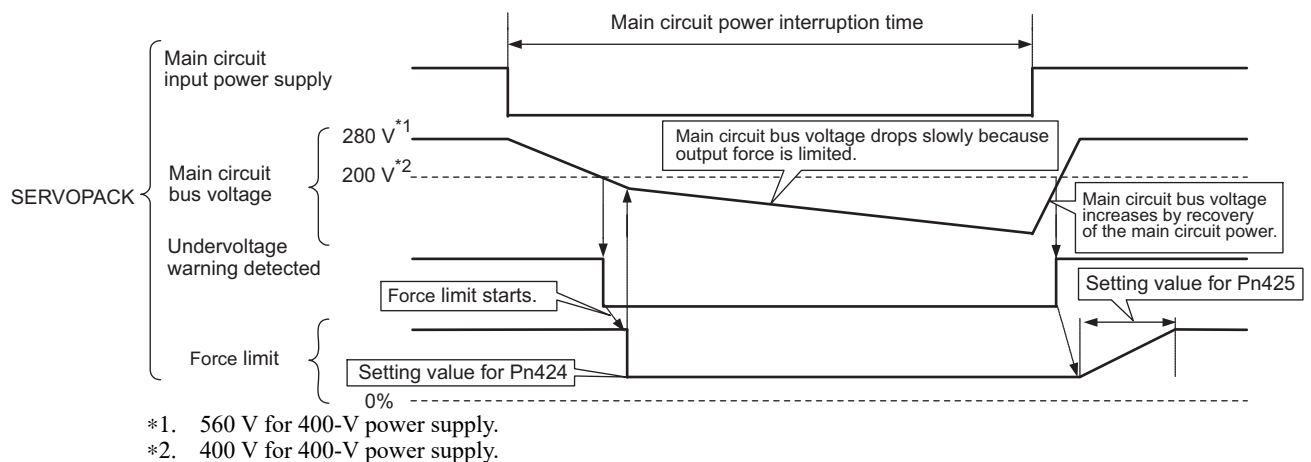 Main circuit power interruption time
Main circuit
input power supply
280 V*1
Main circuit bus voltage drops slowly because
output force is limited.
200 V*2
Main circuit
bus voltage
SERVOPACK
Main circuit bus voltage
increases by recovery
of the main circuit power.
Undervoltage
warning detected
Force limit starts.
Setting value for Pn425
Force limit
Setting value for Pn424
0%
*1. 560 V for 400-V power supply.
*2. 400 V for 400-V power supply.